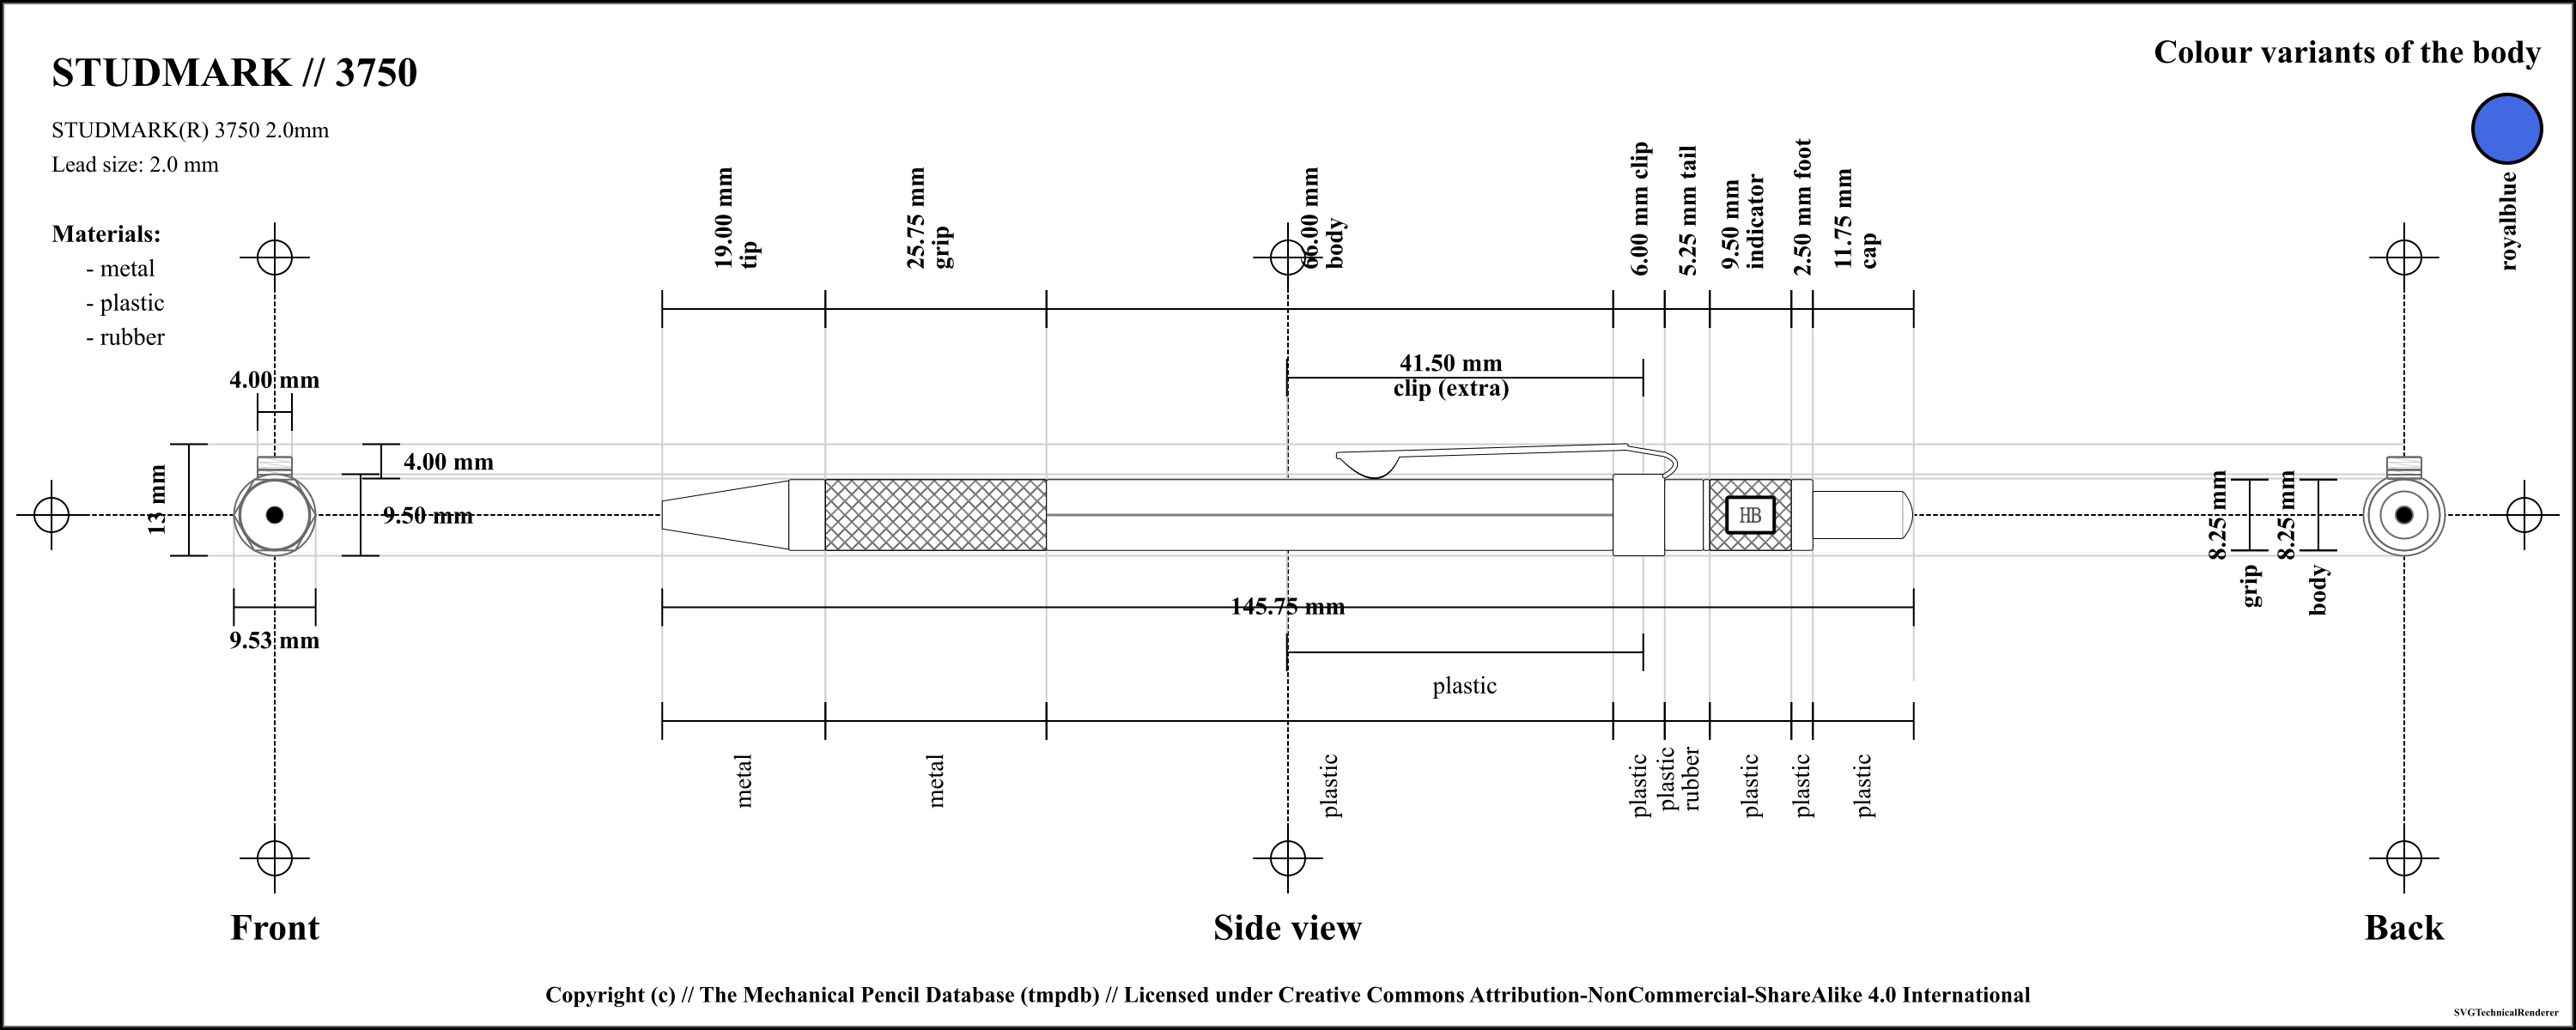 STUDMARK // 3750
Colour variants of the body
STUDMARK(R) 3750 2.0mm
Lead size: 2.0 mm
royalblue
Materials:
- metal
- plastic
- rubber
19.00 mm
tip
25.75 mm
grip
66.00 mm
body
6.00 mm clip
5.25 mm tail
9.50 mm
indicator
2.50 mm foot
11.75 mm
cap
41.50 mm
clip (extra)
4.00 mm
4.00 mm
13 mm
9.50 mm
9.53 mm
HB
8.25 mm
grip
8.25 mm
body
145.75 mm
plastic
metal
metal
plastic
plastic
plastic
rubber
plastic
plastic
plastic
Front
Side view
Back
Copyright (c) // The Mechanical Pencil Database (tmpdb) // Licensed under Creative Commons Attribution-NonCommercial-ShareAlike 4.0 International
SVGTechnicalRenderer